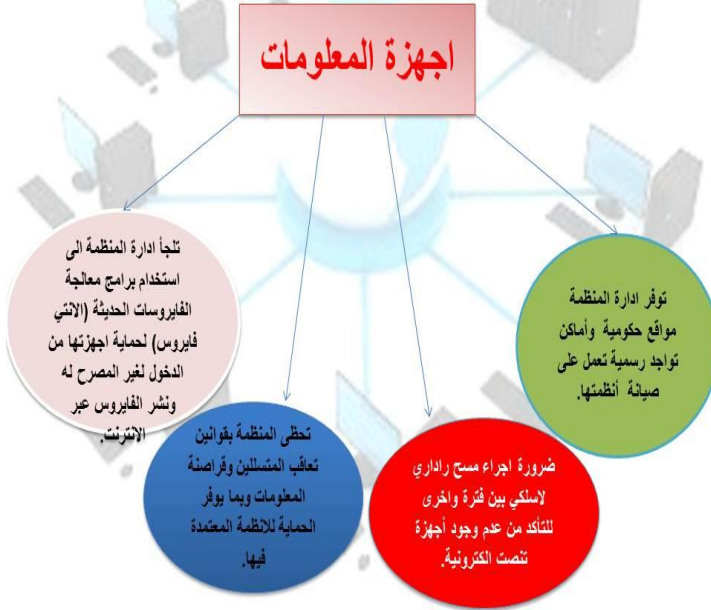 اجهزة المعلومات
توفر ادارة المنظمة
مواقع حكومية وأماكن
تواجد رسمية تعمل على
صيانة أنظمتها.
ضرورة اجراء مسح راداري
لاسلكي بين فترة واخرى
للتأكد من عدم وجود أجهزة
تنصت الكترونية.
تحظى المنظمة بقوانين
تعاقب المتسللين وقراصنة
المعلومات وبما يوفر
الحماية للانظمة المعتمدة
فيها.
تلجأ ادارة المنظمة الى
استخدام برامج معالجة
الفايروسات الحديثة (الانتي
فايروس) لحماية اجهزتها من
الدخول لغير المصرح له
ونشر الفايروس عبر
الانترنت.